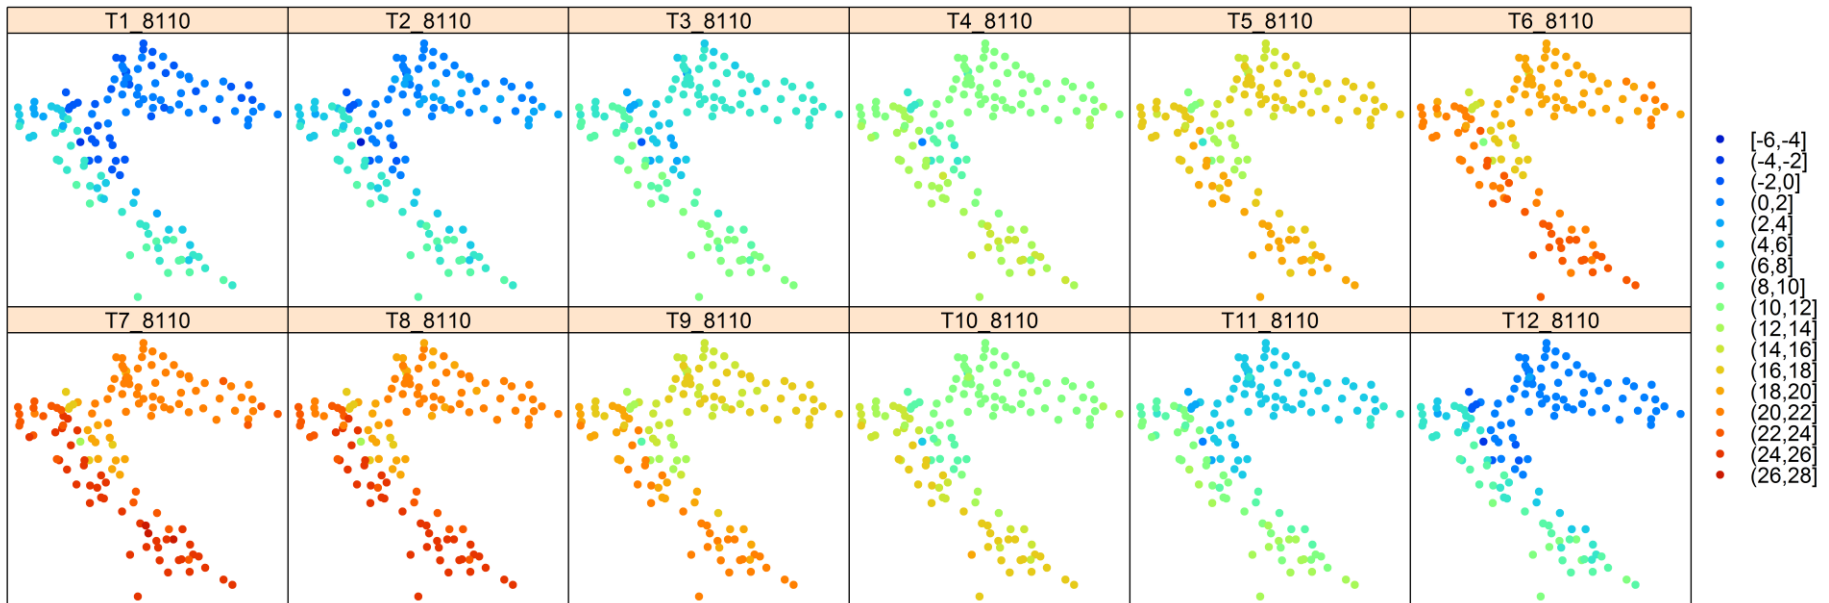 T1_8110
T2_8110
T3_8110
T4_8110
T5_8110
T6_8110
T7_8110
T8_8110
T9_8110
T10_8110
T11_8110
T12_8110
[-6,-4]
(-4,-2]
(-2,0]
(0,2]
(2,4]
(4,6]
(6,8]
(8,10]
(10,12]
(12,14]
(14,16]
(16,18]
(18,20]
(20,22]
(22,24]
(24,26]
(26,28]